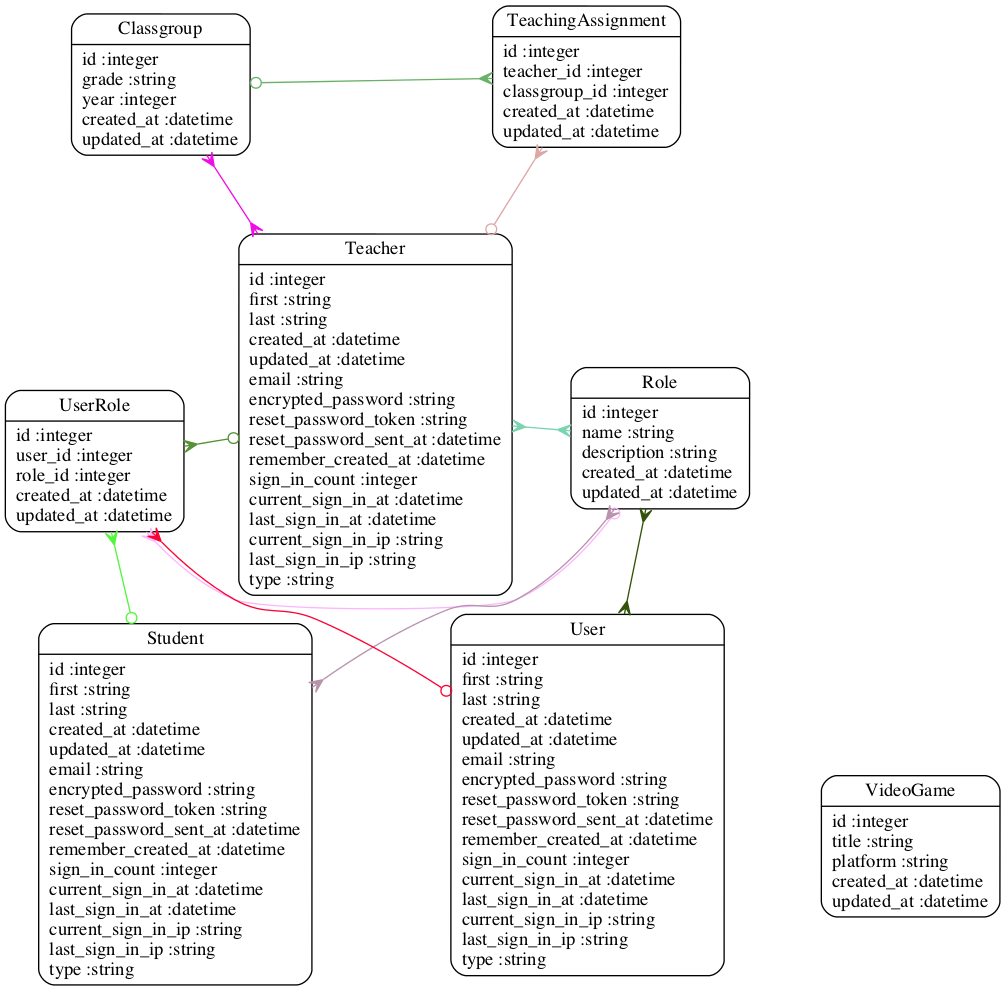 Classgroup
id :integer
grade :string
year :integer
created_at :datetime
updated_at :datetime
TeachingAssignment
id :integer
teacher_id :integer
classgroup_id :integer
created_at :datetime
updated_at :datetime
Teacher
id :integer
first :string
last :string
created_at :datetime
updated_at :datetime
email :string
encrypted_password :string
reset_password_token :string
reset_password_sent_at :datetime
remember_created_at :datetime
sign_in_count :integer
current_sign_in_at :datetime
last_sign_in_at :datetime
current_sign_in_ip :string
last_sign_in_ip :string
type :string
Role
id :integer
name :string
description :string
created_at :datetime
updated_at :datetime
UserRole
id :integer
user_id :integer
role_id :integer
created_at :datetime
updated_at :datetime
Student
id :integer
first :string
last :string
created_at :datetime
updated_at :datetime
email :string
encrypted_password :string
reset_password_token :string
reset_password_sent_at :datetime
remember_created_at :datetime
sign_in_count :integer
current_sign_in_at :datetime
last_sign_in_at :datetime
current_sign_in_ip :string
last_sign_in_ip :string
type :string
User
id :integer
first :string
last :string
created_at :datetime
updated_at :datetime
email :string
encrypted_password :string
reset_password_token :string
reset_password_sent_at :datetime
remember_created_at :datetime
sign_in_count :integer
current_sign_in_at :datetime
last_sign_in_at :datetime
current_sign_in_ip :string
last_sign_in_ip :string
type :string
VideoGame
id :integer
title :string
platform :string
created_at :datetime
updated_at :datetime